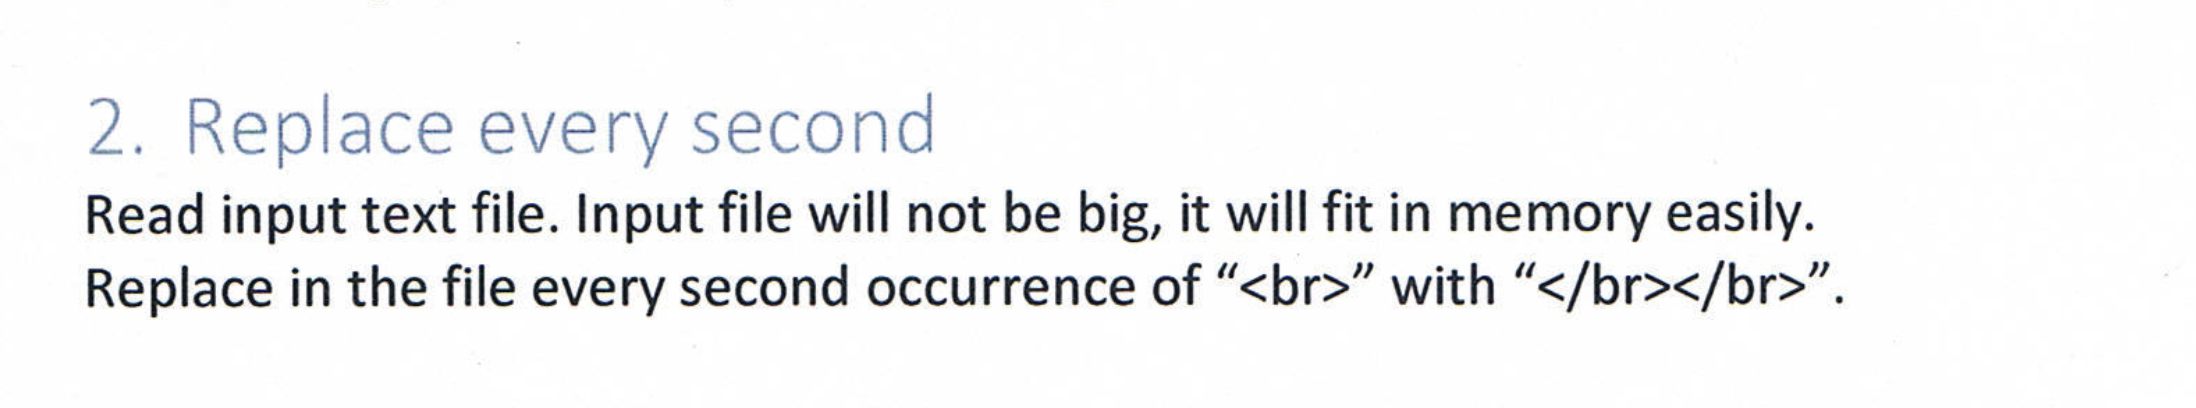 2. Replace every second
Read input text file. Input file will not be big, it will fit in memory easily.
Replace in the file every second occurrence of “<br>” with “</br></br>”.